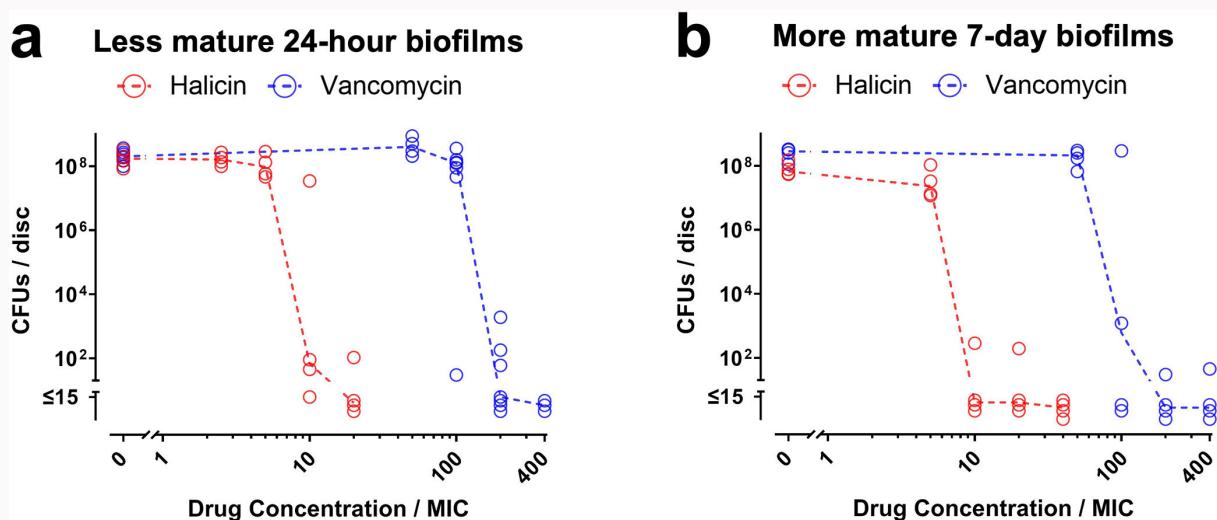 a Less mature 24-hour biofilms
Halicin Vancomycin
CFUs / disc
10⁸
10⁶
10⁴
10²
≤15
0 1 10 100 400
Drug Concentration / MIC
b More mature 7-day biofilms
Halicin Vancomycin
CFUs / disc
10⁸
10⁶
10⁴
10²
≤15
0 1 10 100 400
Drug Concentration / MIC